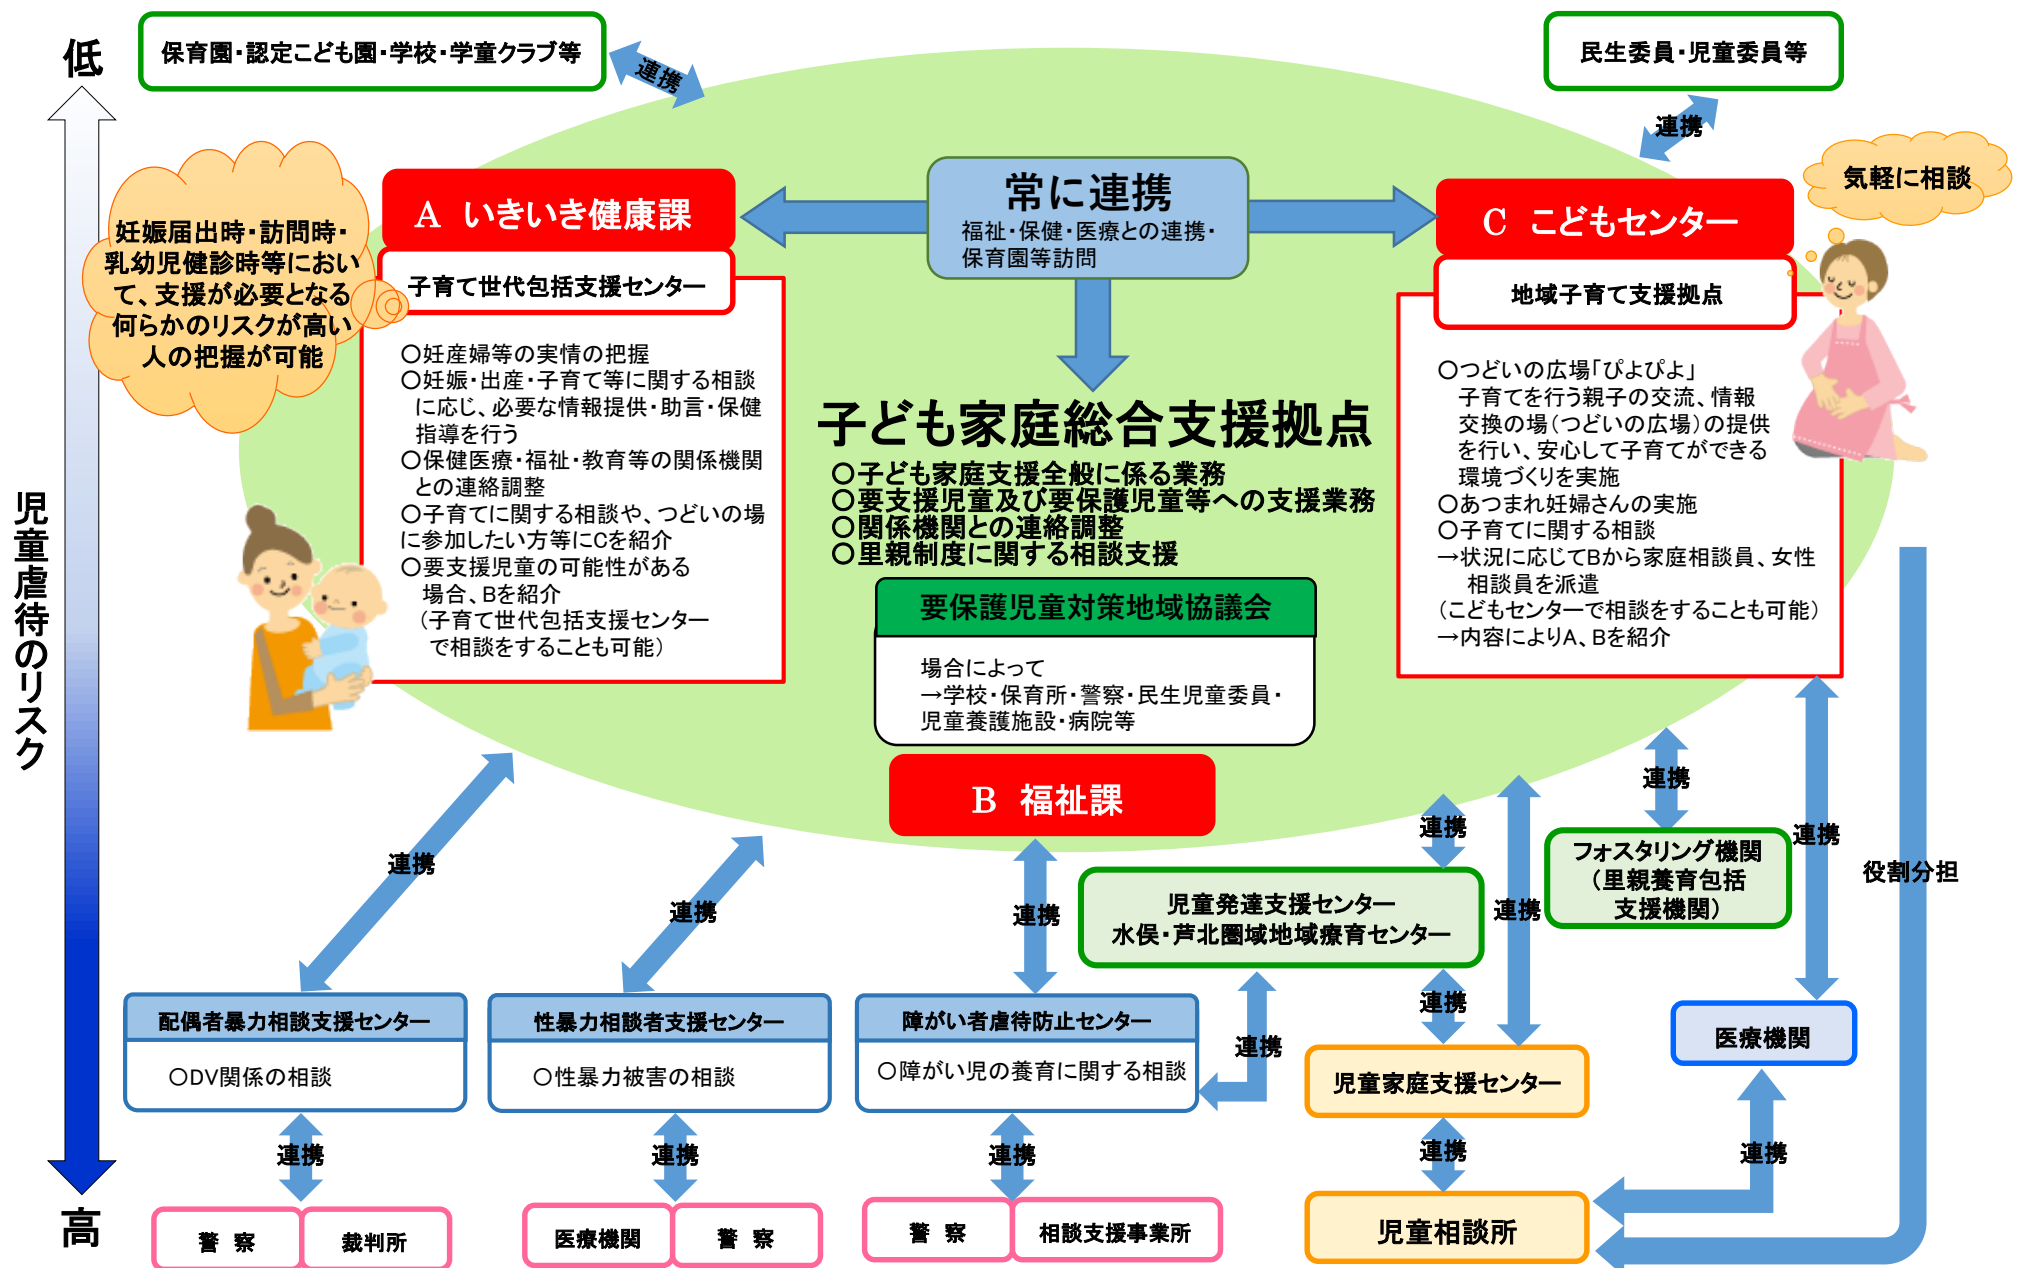 低
児童虐待のリスク
高
保育園・認定こども園・学校・学童クラブ等
連携
民生委員・児童委員等
連携
気軽に相談
妊娠届出時・訪問時・
乳幼児健診時等におい
て、支援が必要となる
何らかのリスクが高い
人の把握が可能
A いきいき健康課
子育て世代包括支援センター
〇妊産婦等の実情の把握
〇妊娠・出産・子育て等に関する相談
に応じ、必要な情報提供・助言・保健
指導を行う
〇保健医療・福祉・教育等の関係機関
との連絡調整
〇子育てに関する相談や、つどいの場
に参加したい方等にCを紹介
〇要支援児童の可能性がある
場合、Bを紹介
（子育て世代包括支援センター
で相談をすることも可能）
常に連携
福祉・保健・医療との連携・
保育園等訪問
子ども家庭総合支援拠点
〇子ども家庭支援全般に係る業務
〇要支援児童及び要保護児童等への支援業務
〇関係機関との連絡調整
〇里親制度に関する相談支援
要保護児童対策地域協議会
場合によって
→学校・保育所・警察・民生児童委員・
児童養護施設・病院等
B 福祉課
C こどもセンター
地域子育て支援拠点
〇つどいの広場「ぴよぴよ」
子育てを行う親子の交流、情報
交換の場（つどいの広場）の提供
を行い、安心して子育てができる
環境づくりを実施
〇あつまれ妊婦さんの実施
〇子育てに関する相談
→状況に応じてBから家庭相談員、女性
相談員を派遣
（こどもセンターで相談をすることも可能）
→内容によりA、Bを紹介
連携
連携
連携
連携
連携
連携
連携
役割分担
児童発達支援センター
水俣・芦北圏域地域療育センター
フォスタリング機関
（里親養育包括
支援機関）
配偶者暴力相談支援センター
〇DV関係の相談
性暴力相談者支援センター
〇性暴力被害の相談
障がい者虐待防止センター
〇障がい児の養育に関する相談
連携
連携
児童家庭支援センター
医療機関
連携
連携
連携
連携
連携
警 察
裁判所
医療機関
警 察
警 察
相談支援事業所
児童相談所